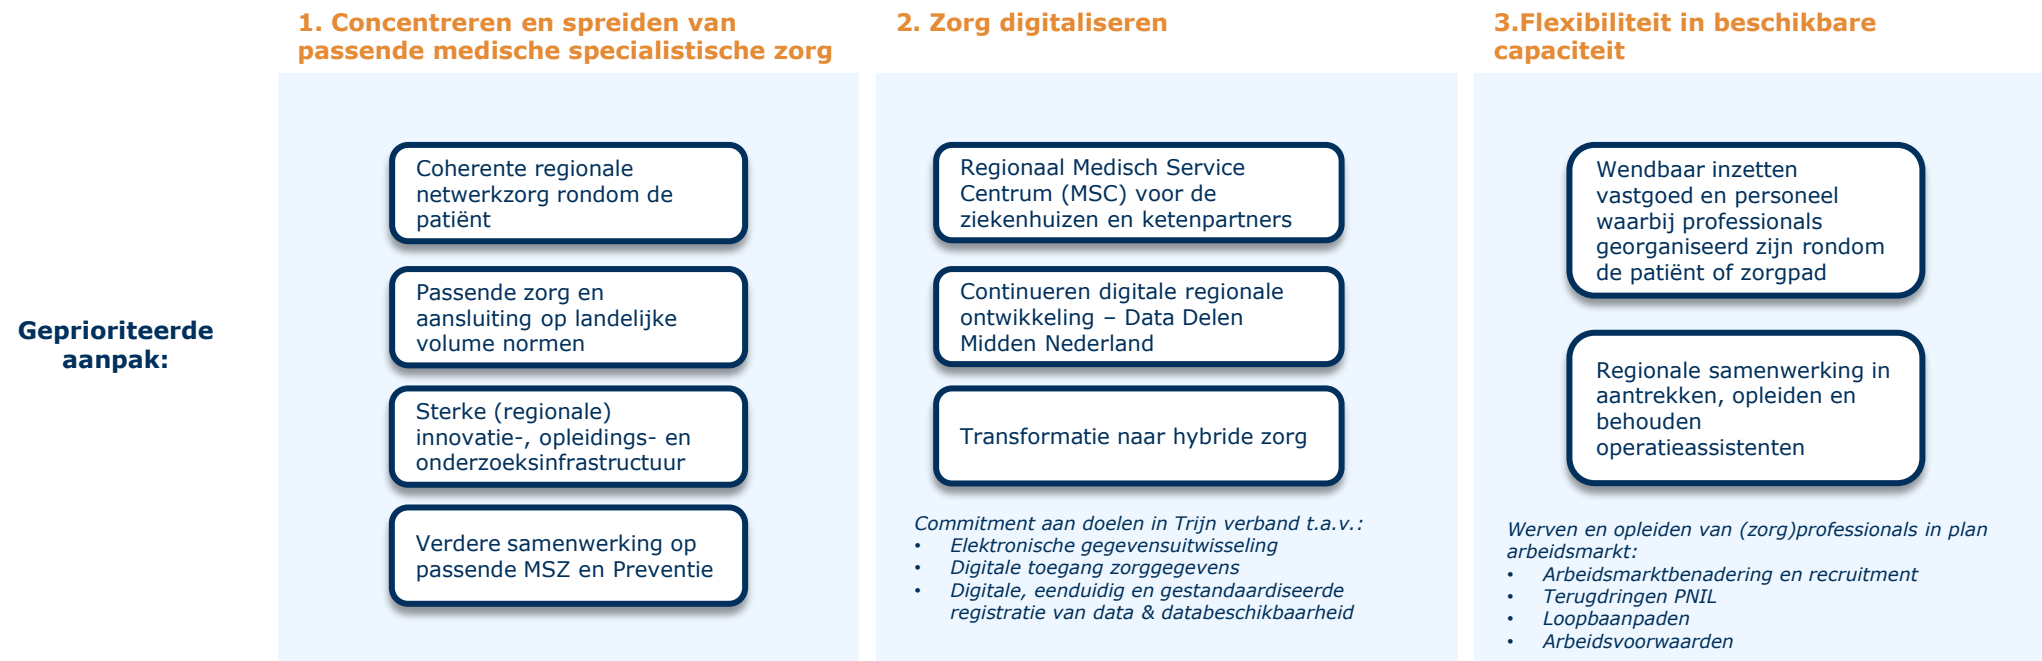 1. Concentreren en spreiden van
passende medische specialistische zorg
2. Zorg digitaliseren
3.Flexibiliteit in beschikbare
capaciteit
Geprioriteerde
aanpak:
Coherente regionale
netwerkzorg rondom de
patiënt
Passende zorg en
aansluiting op landelijke
volume normen
Sterke (regionale)
innovatie-, opleidings- en
onderzoeksinfrastructuur
Verdere samenwerking op
passende MSZ en Preventie
Regionaal Medisch Service
Centrum (MSC) voor de
ziekenhuizen en ketenpartners
Continueren digitale regionale
ontwikkeling – Data Delen
Midden Nederland
Transformatie naar hybride zorg
Commitment aan doelen in Trijn verband t.a.v.:
• Elektronische gegevensuitwisseling
• Digitale toegang zorggegevens
• Digitale, eenduidig en gestandaardiseerde
registratie van data & databeschikbaarheid
Wendbaar inzetten
vastgoed en personeel
waarbij professionals
georganiseerd zijn rondom
de patiënt of zorgpad
Regionale samenwerking in
aantrekken, opleiden en
behouden
operatieassistenten
Werven en opleiden van (zorg)professionals in plan
arbeidsmarkt:
• Arbeidsmarktbenadering en recruitment
• Terugdringen PNIL
• Loopbaanpaden
• Arbeidsvoorwaarden